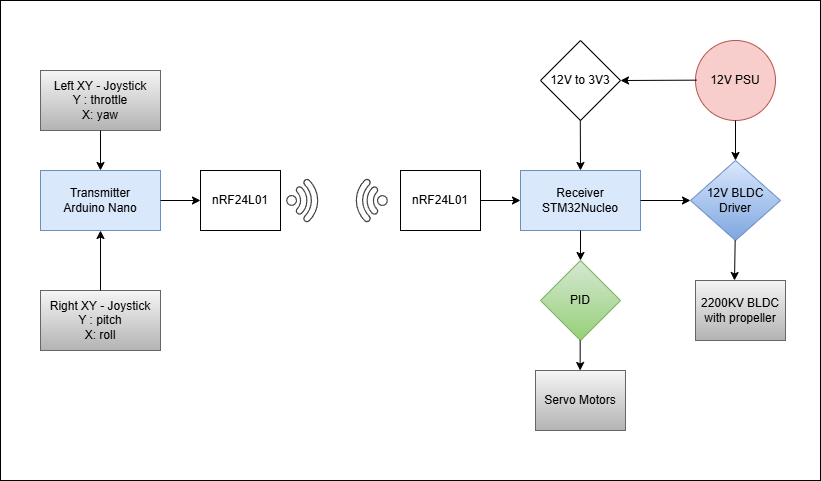 Left XY - Joystick
Y : throttle
X: yaw
12V to 3V3
12V PSU
Transmitter
Arduino Nano
nRF24L01
nRF24L01
Receiver
STM32Nucleo
12V BLDC
Driver
Right XY - Joystick
Y : pitch
X: roll
PID
2200KV BLDC
with propeller
Servo Motors